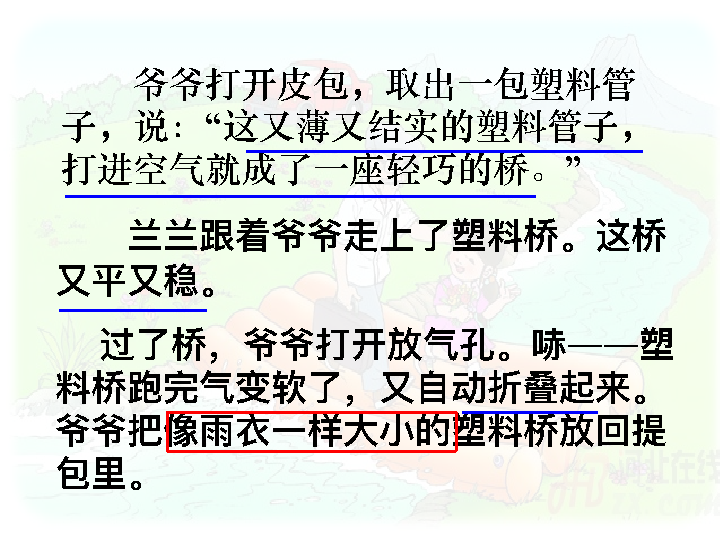 爷爷打开皮包，取出一包塑料管
子，说：“这又薄又结实的塑料管子，
打进空气就成了一座轻巧的桥。”
兰兰跟着爷爷走上了塑料桥。这桥
又平又稳。
过了桥，爷爷打开放气孔。哧——塑
料桥跑完气变软了，又自动折叠起来。
爷爷把像雨衣一样大小的塑料桥放回提
包里。